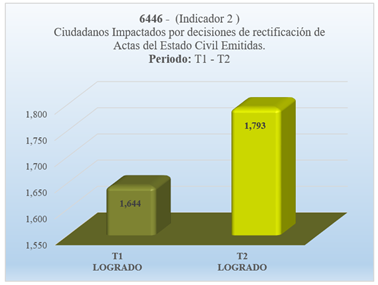 6446 - (Indicador 2 )
Ciudadanos Impactados por decisiones de rectificación de
Actas del Estado Civil Emitidas.
Periodo: T1 - T2
1,800
1,750
1,700
1,650
1,600
1,550
1,644
1,793
T1
LOGRADO
T2
LOGRADO